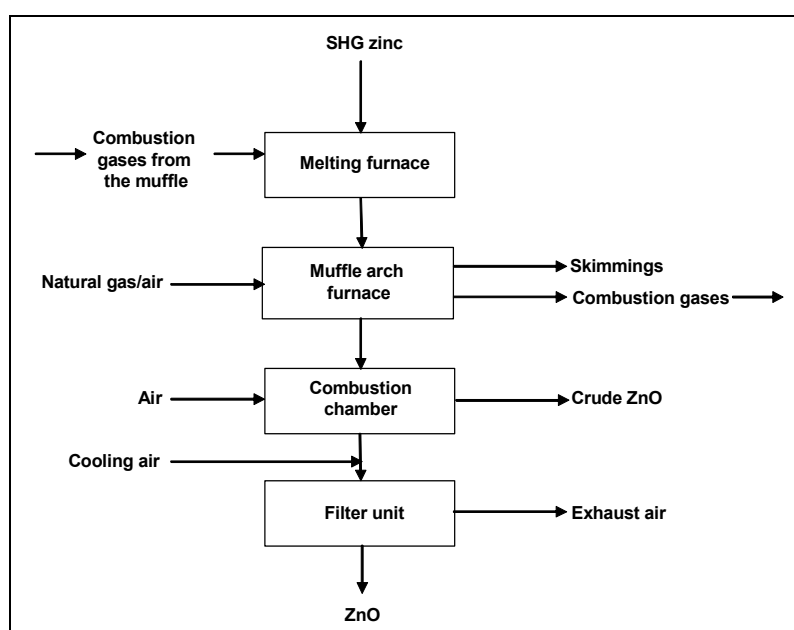 SHG zinc
Combustion
gases from
the muffle
Melting furnace
Natural gas/air
Muffle arch
furnace
Skimmings
Combustion gases
Air
Combustion
chamber
Crude ZnO
Cooling air
Filter unit
Exhaust air
ZnO